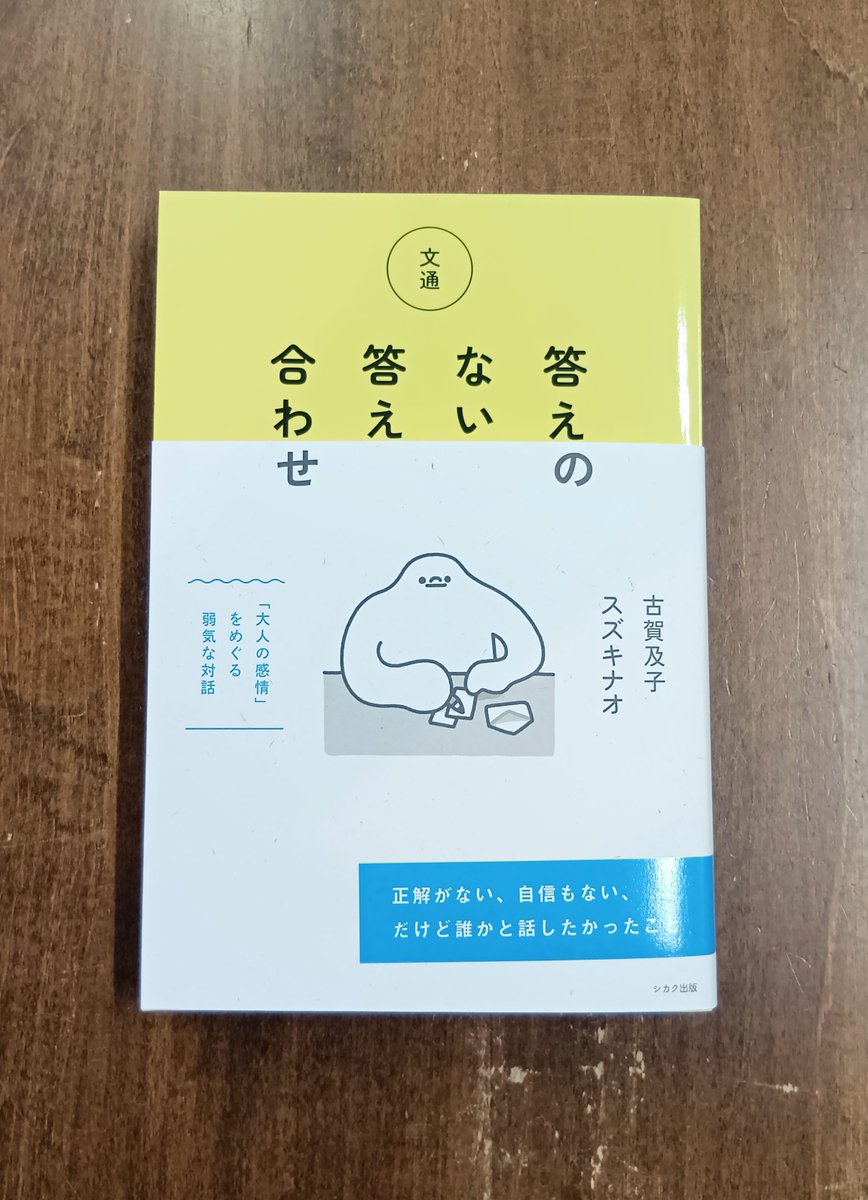 文通
答えの
ない
答え
合わせ
古賀及子
スズキナオ
「大人の感情」
をめぐる
弱気な対話
正解がない、自信もない、
だけど誰かと話したかったこと
シカク出版